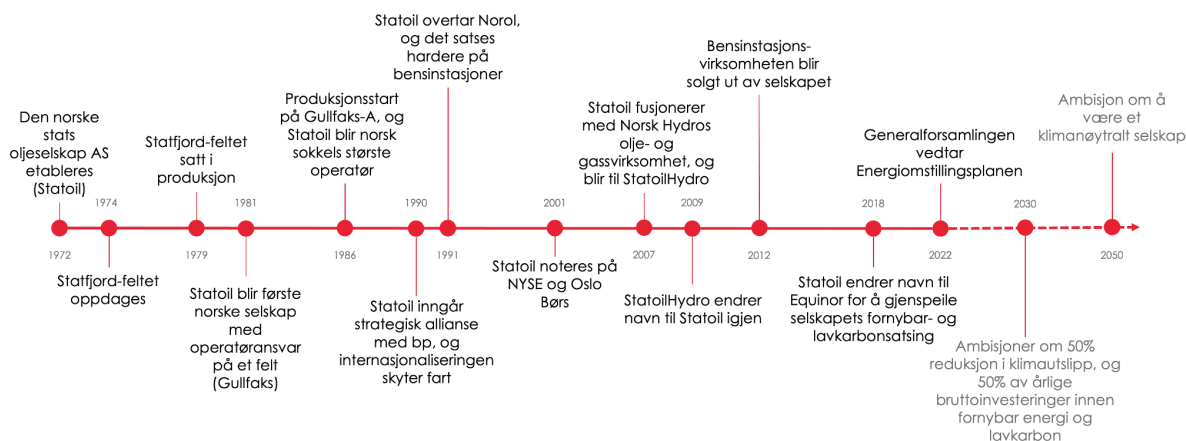 Den norske
stats
oljeselskap AS
etableres
(Statoil)
1972
1974
Statfjord-feltet
oppdages
Statfjord-feltet
satt i
produksjon
1979
1981
Statoil blir første
norske selskap
med
operatøransvar
på et felt
(Gullfaks)
Produksjonsstart
på Gullfaks-A, og
Statoil blir norsk
sokkels største
operatør
1986
1990
Statoil inngår
strategisk allianse
med bp, og
internasjonaliseringen
skyter fart
Statoil overtar Norol,
og det satses
hardere på
bensinstasjoner
1991
2001
Statoil noteres på
NYSE og Oslo
Børs
Statoil fusjonerer
med Norsk Hydros
olje- og
gassvirksomhet, og
blir til StatoilHydro
2007
2009
StatoilHydro endrer
navn til Statoil igjen
Bensinstasjons-
virksomheten blir
solgt ut av selskapet
2012
2018
Statoil endrer navn til
Equinor for å gjenspeile
selskapets fornybar- og
lavkarbonsatsing
Generalforsamlingen
vedtar
Energiomstillingsplanen
2022
2030
Ambisjoner om 50%
reduksjon i klimautslipp, og
50% av årlige
bruttoinvesteringer innen
fornybar energi og
lavkarbon
Ambisjon om å
være et
klimanøytralt selskap
2050